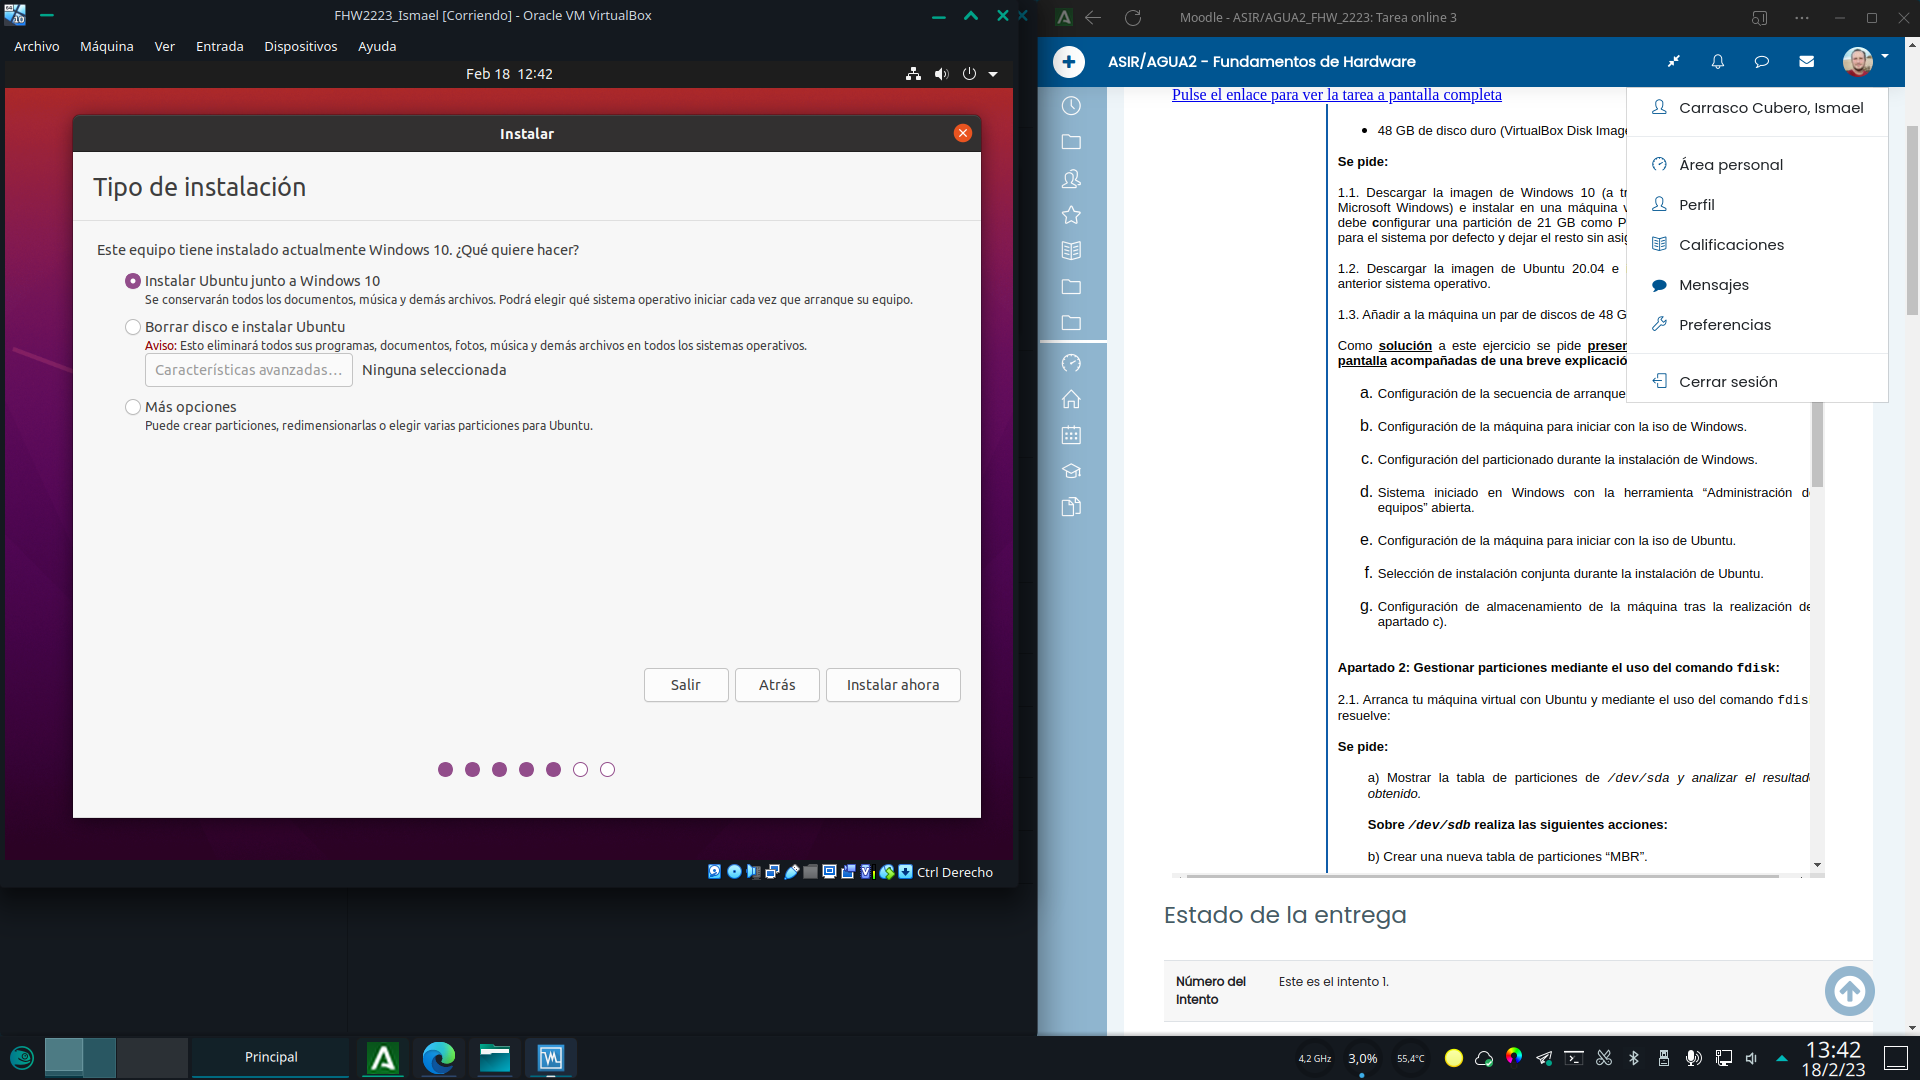 FHW2223_Ismael [Corriendo] - Oracle VM VirtualBox
Archivo Máquina Ver Entrada Dispositivos Ayuda
Feb 18 12:42
Instalar
Tipo de instalación
Este equipo tiene instalado actualmente Windows 10. ¿Qué quiere hacer?
Instalar Ubuntu junto a Windows 10
Se conservarán todos los documentos, música y demás archivos. Podrá elegir qué sistema operativo iniciar cada vez que arranque su equipo.
Borrar disco e instalar Ubuntu
Aviso: Esto eliminará todos sus programas, documentos, fotos, música y demás archivos en todos los sistemas operativos.
Características avanzadas... Ninguna seleccionada
Más opciones
Puede crear particiones, redimensionarlas o elegir varias particiones para Ubuntu.
Salir Atrás Instalar ahora
Ctrl Derecho
Moodle - ASIR/AGUA2_FHW_2223: Tarea online 3
ASIR/AGUA2 - Fundamentos de Hardware
Pulse el enlace para ver la tarea a pantalla completa
Carrasco Cubero, Ismael
Área personal
Perfil
Calificaciones
Mensajes
Preferencias
Cerrar sesión
48 GB de disco duro (VirtualBox Disk Image
Se pide:
1.1. Descargar la imagen de Windows 10 (a tr
Microsoft Windows) e instalar en una máquina v
debe configurar una partición de 21 GB como P
para el sistema por defecto y dejar el resto sin asig
1.2. Descargar la imagen de Ubuntu 20.04 e
anterior sistema operativo.
1.3. Añadir a la máquina un par de discos de 48 G
Como solución a este ejercicio se pide presen
pantalla acompañadas de una breve explicació
a. Configuración de la secuencia de arranque
b. Configuración de la máquina para iniciar con la iso de Windows.
c. Configuración del particionado durante la instalación de Windows.
d. Sistema iniciado en Windows con la herramienta “Administración de
equipos” abierta.
e. Configuración de la máquina para iniciar con la iso de Ubuntu.
f. Selección de instalación conjunta durante la instalación de Ubuntu.
g. Configuración de almacenamiento de la máquina tras la realización de
apartado c).
Apartado 2: Gestionar particiones mediante el uso del comando fdisk:
2.1. Arranca tu máquina virtual con Ubuntu y mediante el uso del comando fdis
resuelve:
Se pide:
a) Mostrar la tabla de particiones de /dev/sda y analizar el resultad
obtenido.
Sobre /dev/sdb realiza las siguientes acciones:
b) Crear una nueva tabla de particiones “MBR”.
Estado de la entrega
Número del Intento
Este es el intento 1.
Principal
4,2 GHz 3,0% 55,4°C
13:42
18/2/23